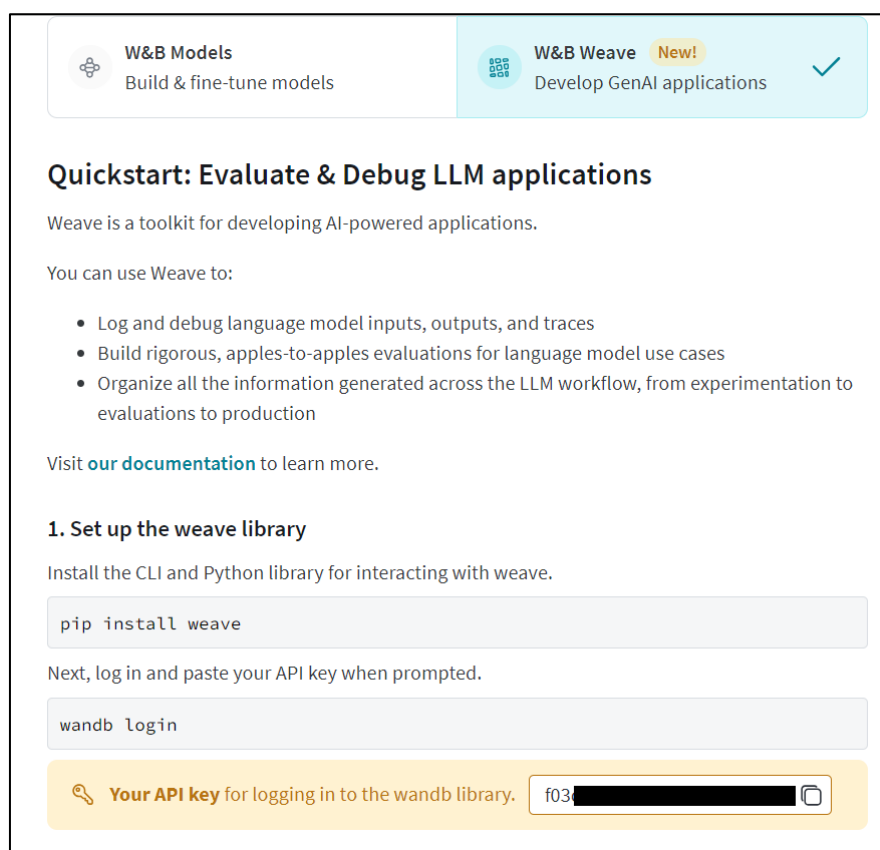 W&B Models
Build & fine-tune models
W&B Weave New!
Develop GenAI applications
Quickstart: Evaluate & Debug LLM applications
Weave is a toolkit for developing AI-powered applications.
You can use Weave to:
• Log and debug language model inputs, outputs, and traces
• Build rigorous, apples-to-apples evaluations for language model use cases
• Organize all the information generated across the LLM workflow, from experimentation to
evaluations to production
Visit our documentation to learn more.
1. Set up the weave library
Install the CLI and Python library for interacting with weave.
pip install weave
Next, log in and paste your API key when prompted.
wandb login
Your API key for logging in to the wandb library. f03